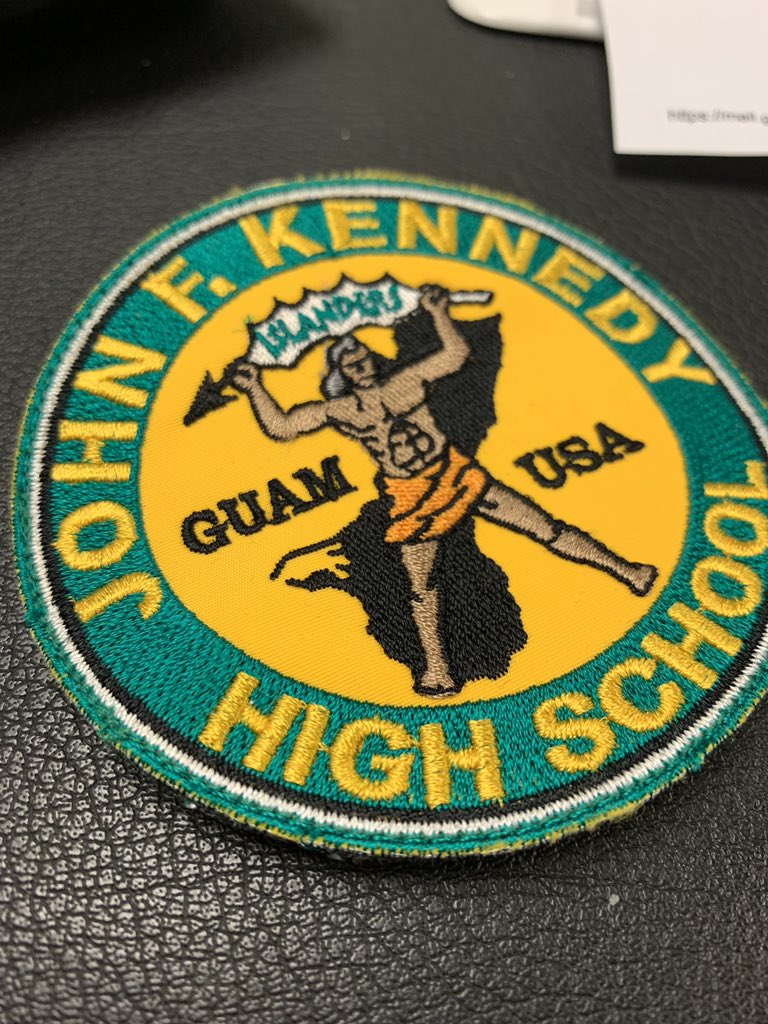 JOHN F. KENNEDY
ISLANDERS
GUAM USA
HIGH SCHOOL